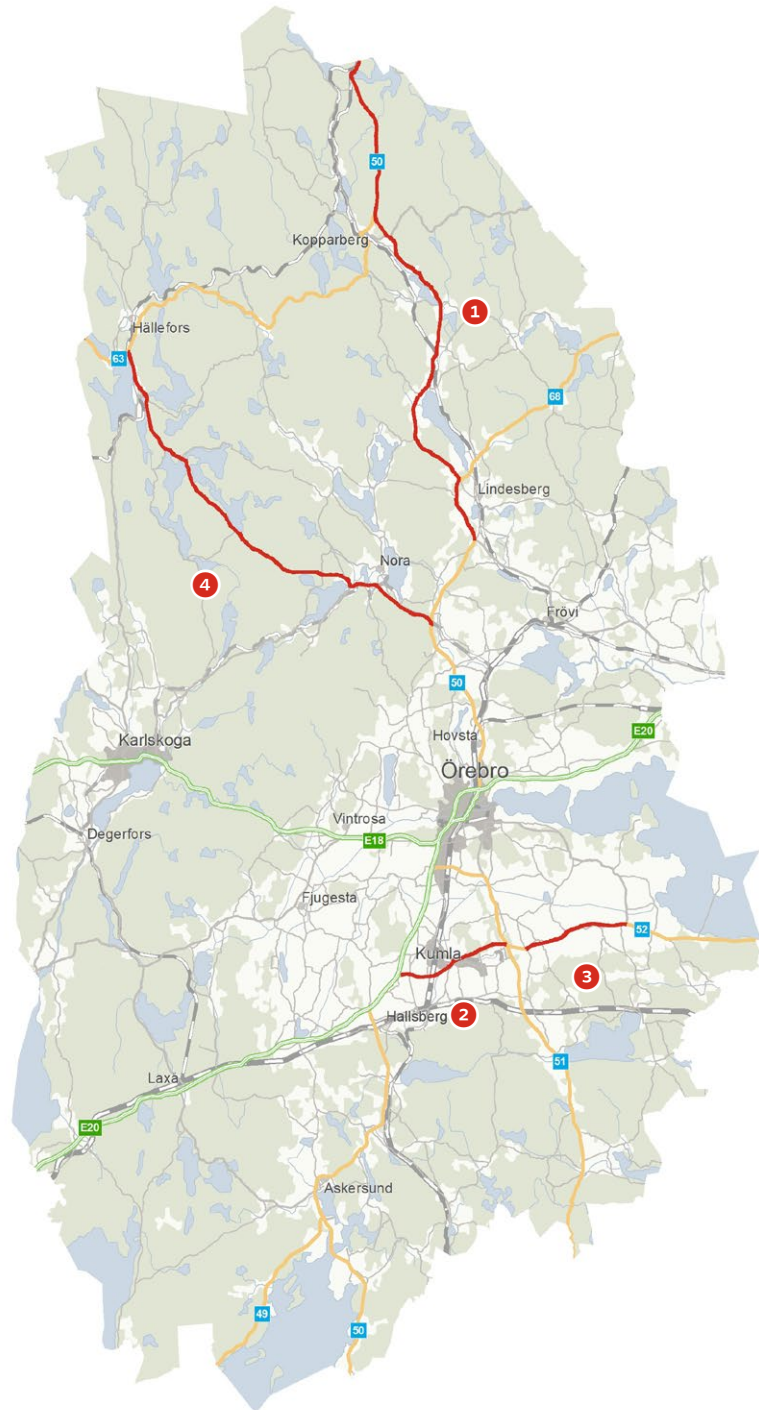 50
Kopparberg
1
Hällefors
63
68
Lindesberg
Nora
4
Frövi
50
Hovsta
E20
Karlskoga
Örebro
Vintrosa
Degerfors
E18
Fjugesta
52
Kumla
3
Hallsberg
2
51
Laxå
E20
Askersund
49
50